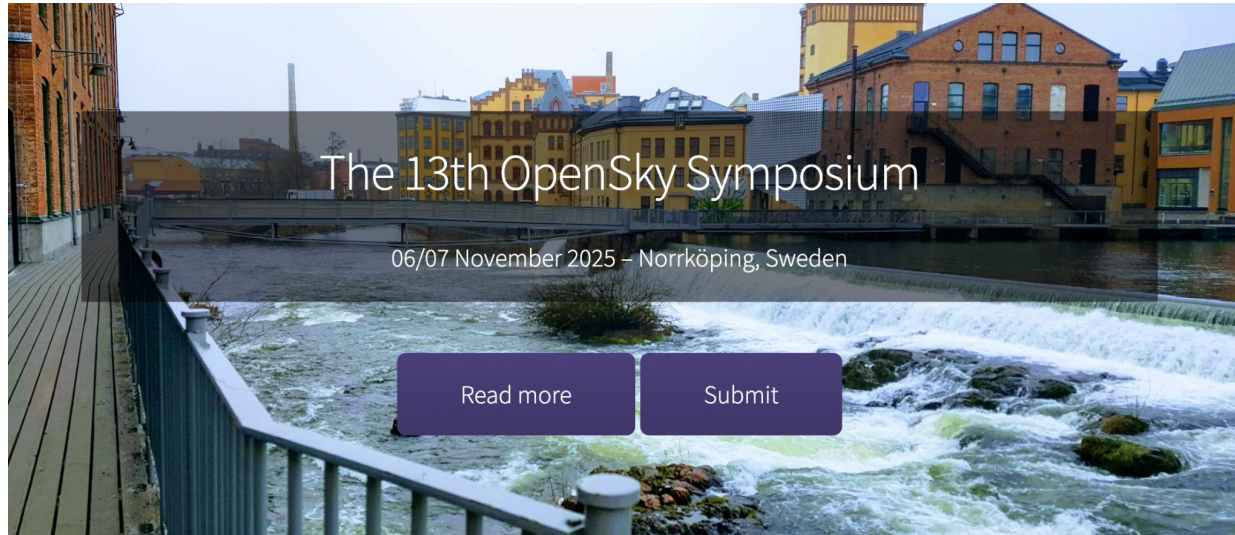 The 13th OpenSky Symposium
06/07 November 2025 – Norrköping, Sweden
Read more
Submit